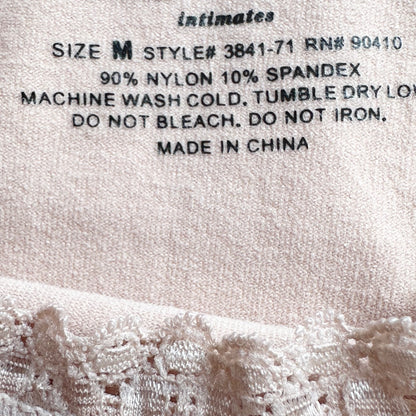 intimates
SIZE M STYLE# 3841-71 RN# 90410
90% NYLON 10% SPANDEX
MACHINE WASH COLD. TUMBLE DRY LO
DO NOT BLEACH. DO NOT IRON.
MADE IN CHINA